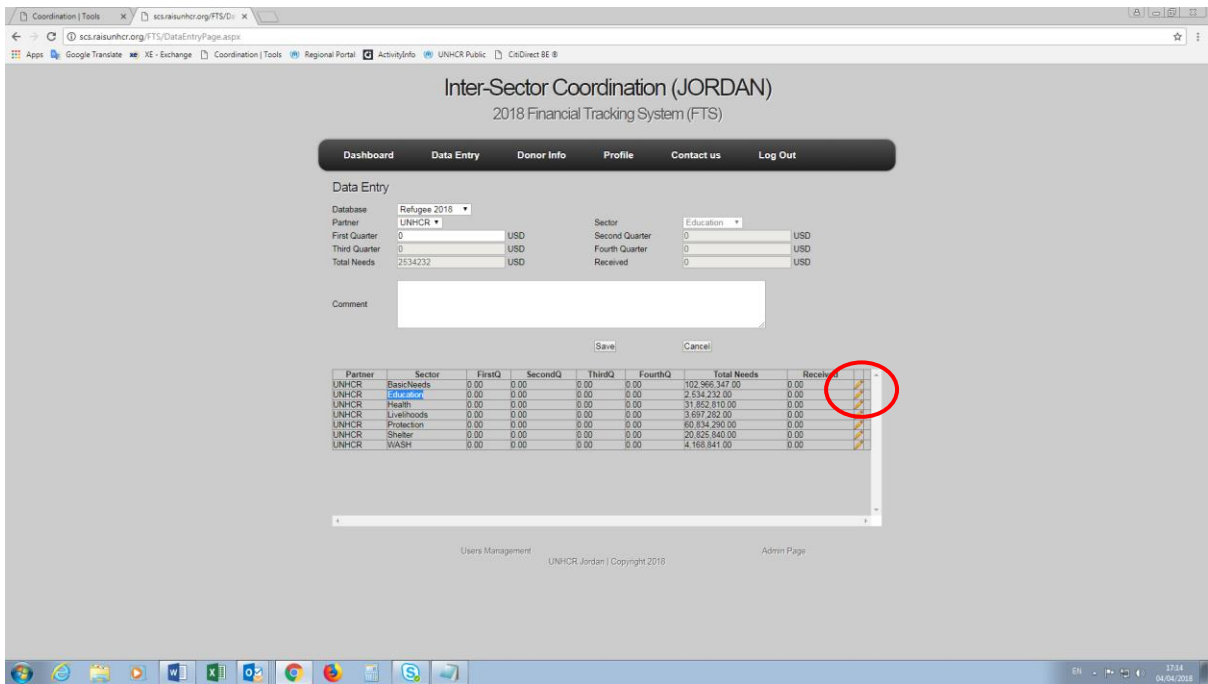 Coordination | Tools scs.raisunhcr.org/FTS/Da
scs.raisunhcr.org/FTS/DataEntryPage.aspx
Apps Google Translate XE - Exchange Coordination | Tools Regional Portal ActivityInfo UNHCR Public CitiDirect BE ®
Inter-Sector Coordination (JORDAN)
2018 Financial Tracking System (FTS)
Dashboard Data Entry Donor Info Profile Contact us Log Out
Data Entry
Database Refugee 2018
Partner UNHCR Sector Education
First Quarter 0 USD Second Quarter 0 USD
Third Quarter 0 USD Fourth Quarter 0 USD
Total Needs 2534232 USD Received 0 USD
Comment
Save Cancel
Partner Sector FirstQ SecondQ ThirdQ FourthQ Total Needs Received
UNHCR BasicNeeds 0.00 0.00 0.00 0.00 102,966,347.00 0.00
UNHCR Education 0.00 0.00 0.00 0.00 2,534,232.00 0.00
UNHCR Health 0.00 0.00 0.00 0.00 31,852,810.00 0.00
UNHCR Livelihoods 0.00 0.00 0.00 0.00 3,697,282.00 0.00
UNHCR Protection 0.00 0.00 0.00 0.00 60,834,290.00 0.00
UNHCR Shelter 0.00 0.00 0.00 0.00 20,825,840.00 0.00
UNHCR WASH 0.00 0.00 0.00 0.00 4,168,841.00 0.00
Users Management Admin Page
UNHCR Jordan | Copyright 2018
EN 17:14
04/04/2018